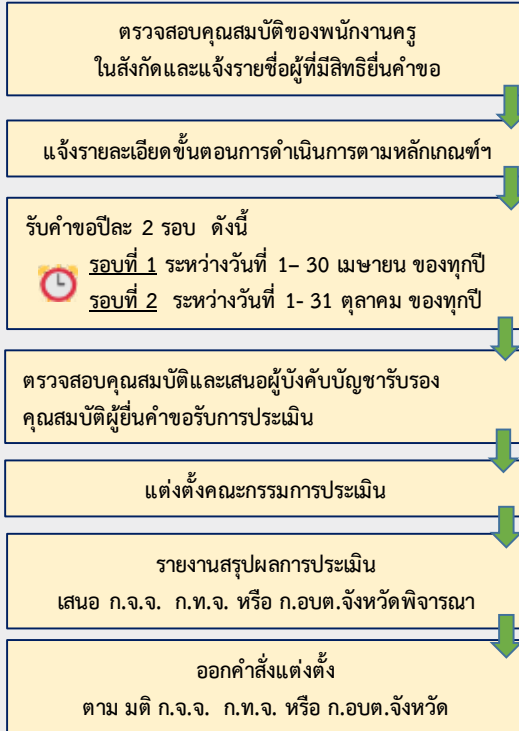 ตรวจสอบคุณสมบัติของพนักงานครู
ในสังกัดและแจ้งรายชื่อผู้ที่มีสิทธิยื่นคำขอ
แจ้งรายละเอียดขั้นตอนการดำเนินการตามหลักเกณฑ์ฯ
รับคำขอปีละ 2 รอบ ดังนี้
รอบที่ 1 ระหว่างวันที่ 1– 30 เมษายน ของทุกปี
รอบที่ 2 ระหว่างวันที่ 1- 31 ตุลาคม ของทุกปี
ตรวจสอบคุณสมบัติและเสนอผู้บังคับบัญชารับรอง
คุณสมบัติผู้ยื่นคำขอรับการประเมิน
แต่งตั้งคณะกรรมการประเมิน
รายงานสรุปผลการประเมิน
เสนอ ก.จ.จ. ก.ท.จ. หรือ ก.อบต.จังหวัดพิจารณา
ออกคำสั่งแต่งตั้ง
ตาม มติ ก.จ.จ. ก.ท.จ. หรือ ก.อบต.จังหวัด